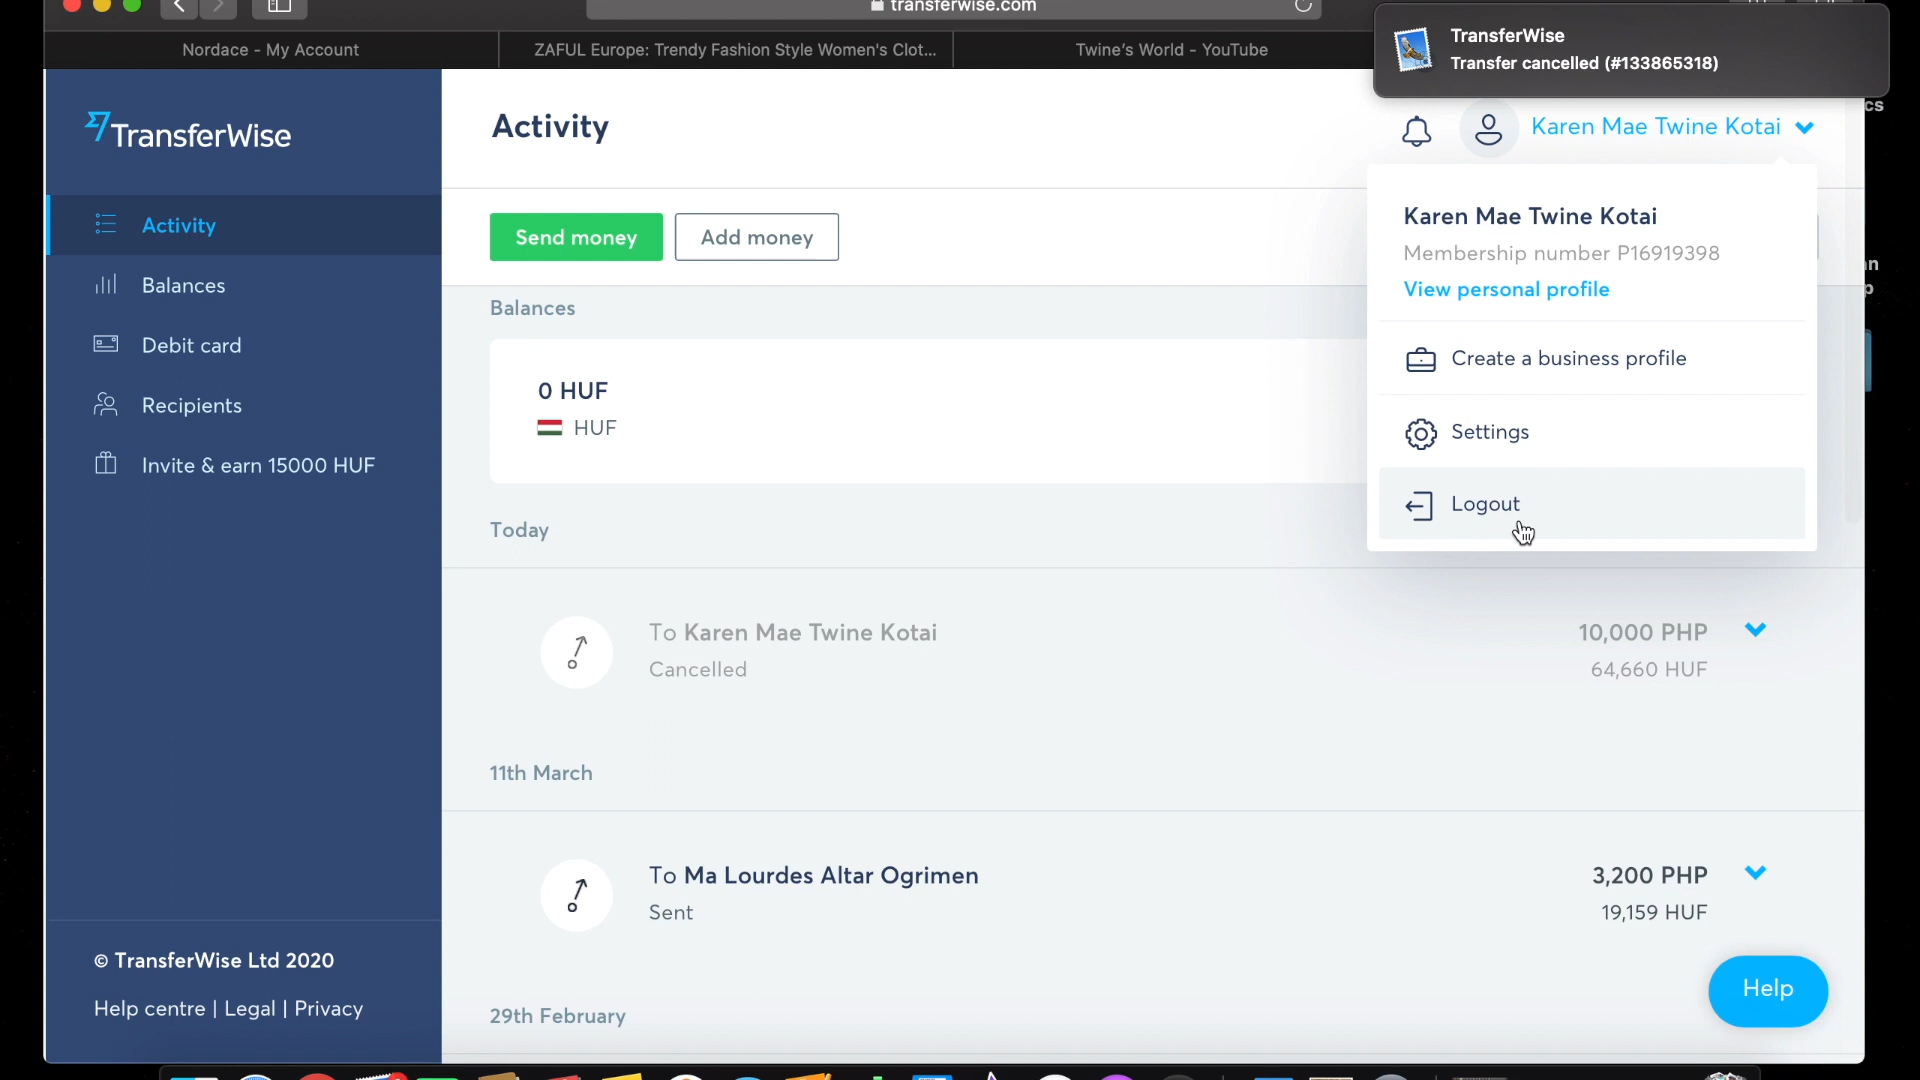 transferwise.com
Nordace - My Account
ZAFUL Europe: Trendy Fashion Style Women's Clot...
Twine's World - YouTube
TransferWise
Transfer cancelled (#133865318)
TransferWise
Activity
Balances
Debit card
Recipients
Invite & earn 15000 HUF
© TransferWise Ltd 2020
Help centre | Legal | Privacy
Activity
Karen Mae Twine Kotai
Send money
Add money
Karen Mae Twine Kotai
Membership number P16919398
View personal profile
Create a business profile
Settings
Logout
Balances
0 HUF
HUF
Today
To Karen Mae Twine Kotai
10,000 PHP
Cancelled
64,660 HUF
11th March
To Ma Lourdes Altar Ogrimen
3,200 PHP
Sent
19,159 HUF
29th February
Help